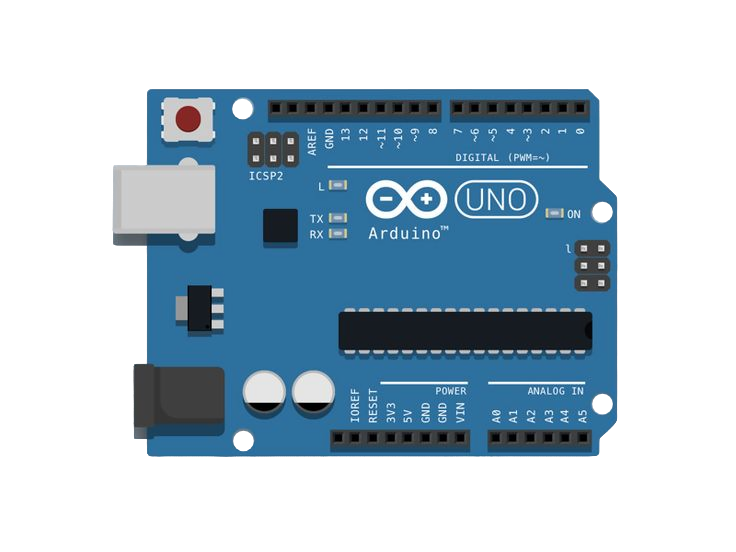 AREF
GND
13
12
~11
~10
~9
8
7
~6
~5
4
~3
2
1
0
DIGITAL (PWM=~)
ICSP2
L
TX
RX
UNO
Arduino™
ON
1
IOREF
RESET
3V3
5V
GND
GND
VIN
POWER
ANALOG IN
A0
A1
A2
A3
A4
A5